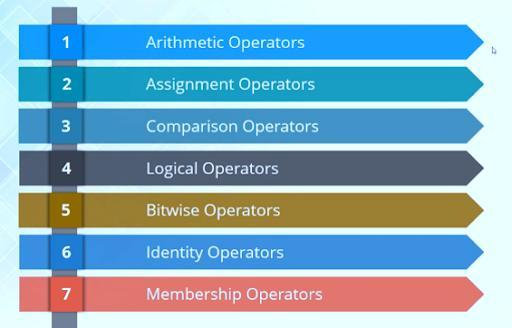 1 Arithmetic Operators
2 Assignment Operators
3 Comparison Operators
4 Logical Operators
5 Bitwise Operators
6 Identity Operators
7 Membership Operators